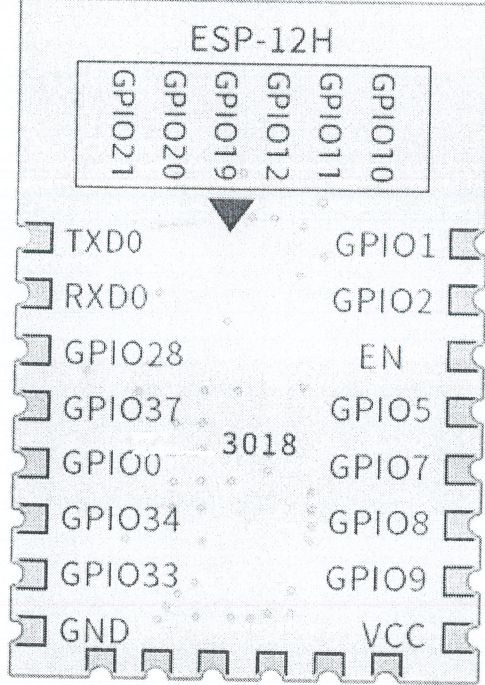 ESP-12H
GPIO21 GPIO20 GPIO19 GPIO12 GPIO11 GPIO10
TXD0 GPIO1
RXD0 GPIO2
GPIO28 EN
GPIO37 GPIO5
3018
GPIO0 GPIO7
GPIO34 GPIO8
GPIO33 GPIO9
GND VCC